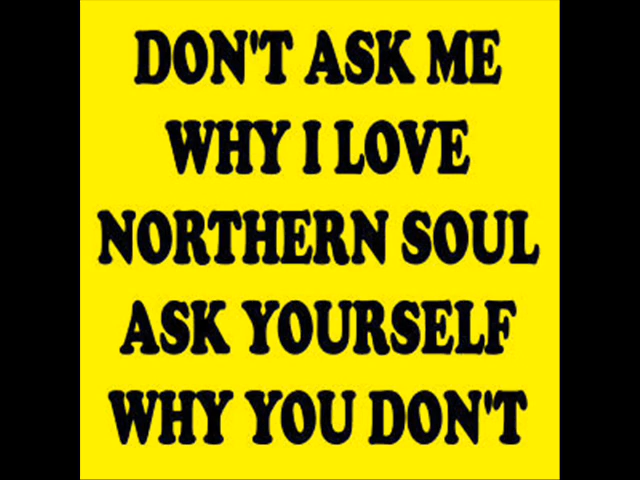 DON'T ASK ME
WHY I LOVE
NORTHERN SOUL
ASK YOURSELF
WHY YOU DON'T